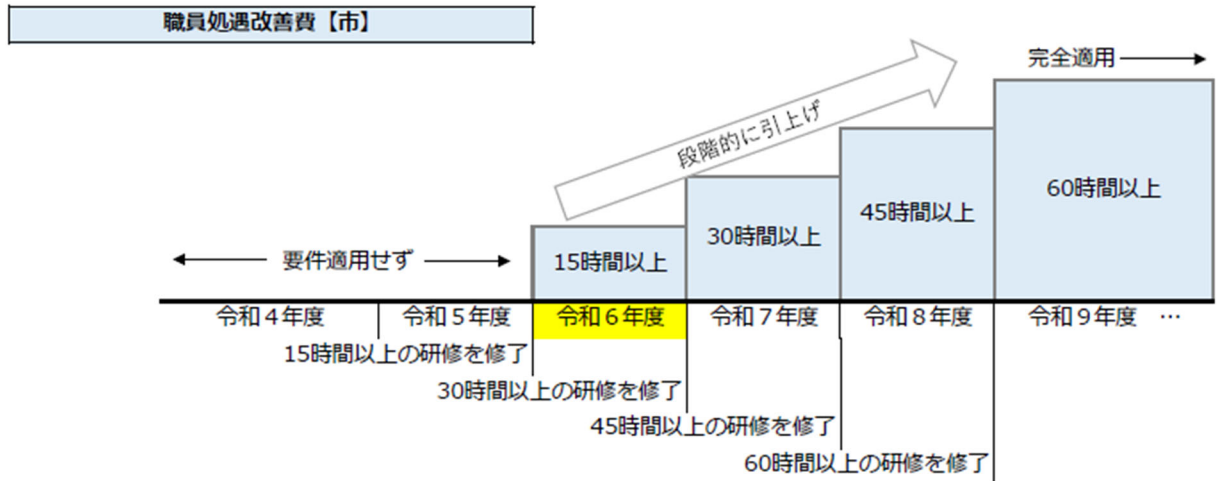 職員処遇改善費【市】
完全適用
段階的に引上げ
60時間以上
45時間以上
30時間以上
15時間以上
要件適用せず
令和４年度 令和５年度 令和６年度 令和７年度 令和８年度 令和９年度 …
15時間以上の研修を修了
30時間以上の研修を修了
45時間以上の研修を修了
60時間以上の研修を修了